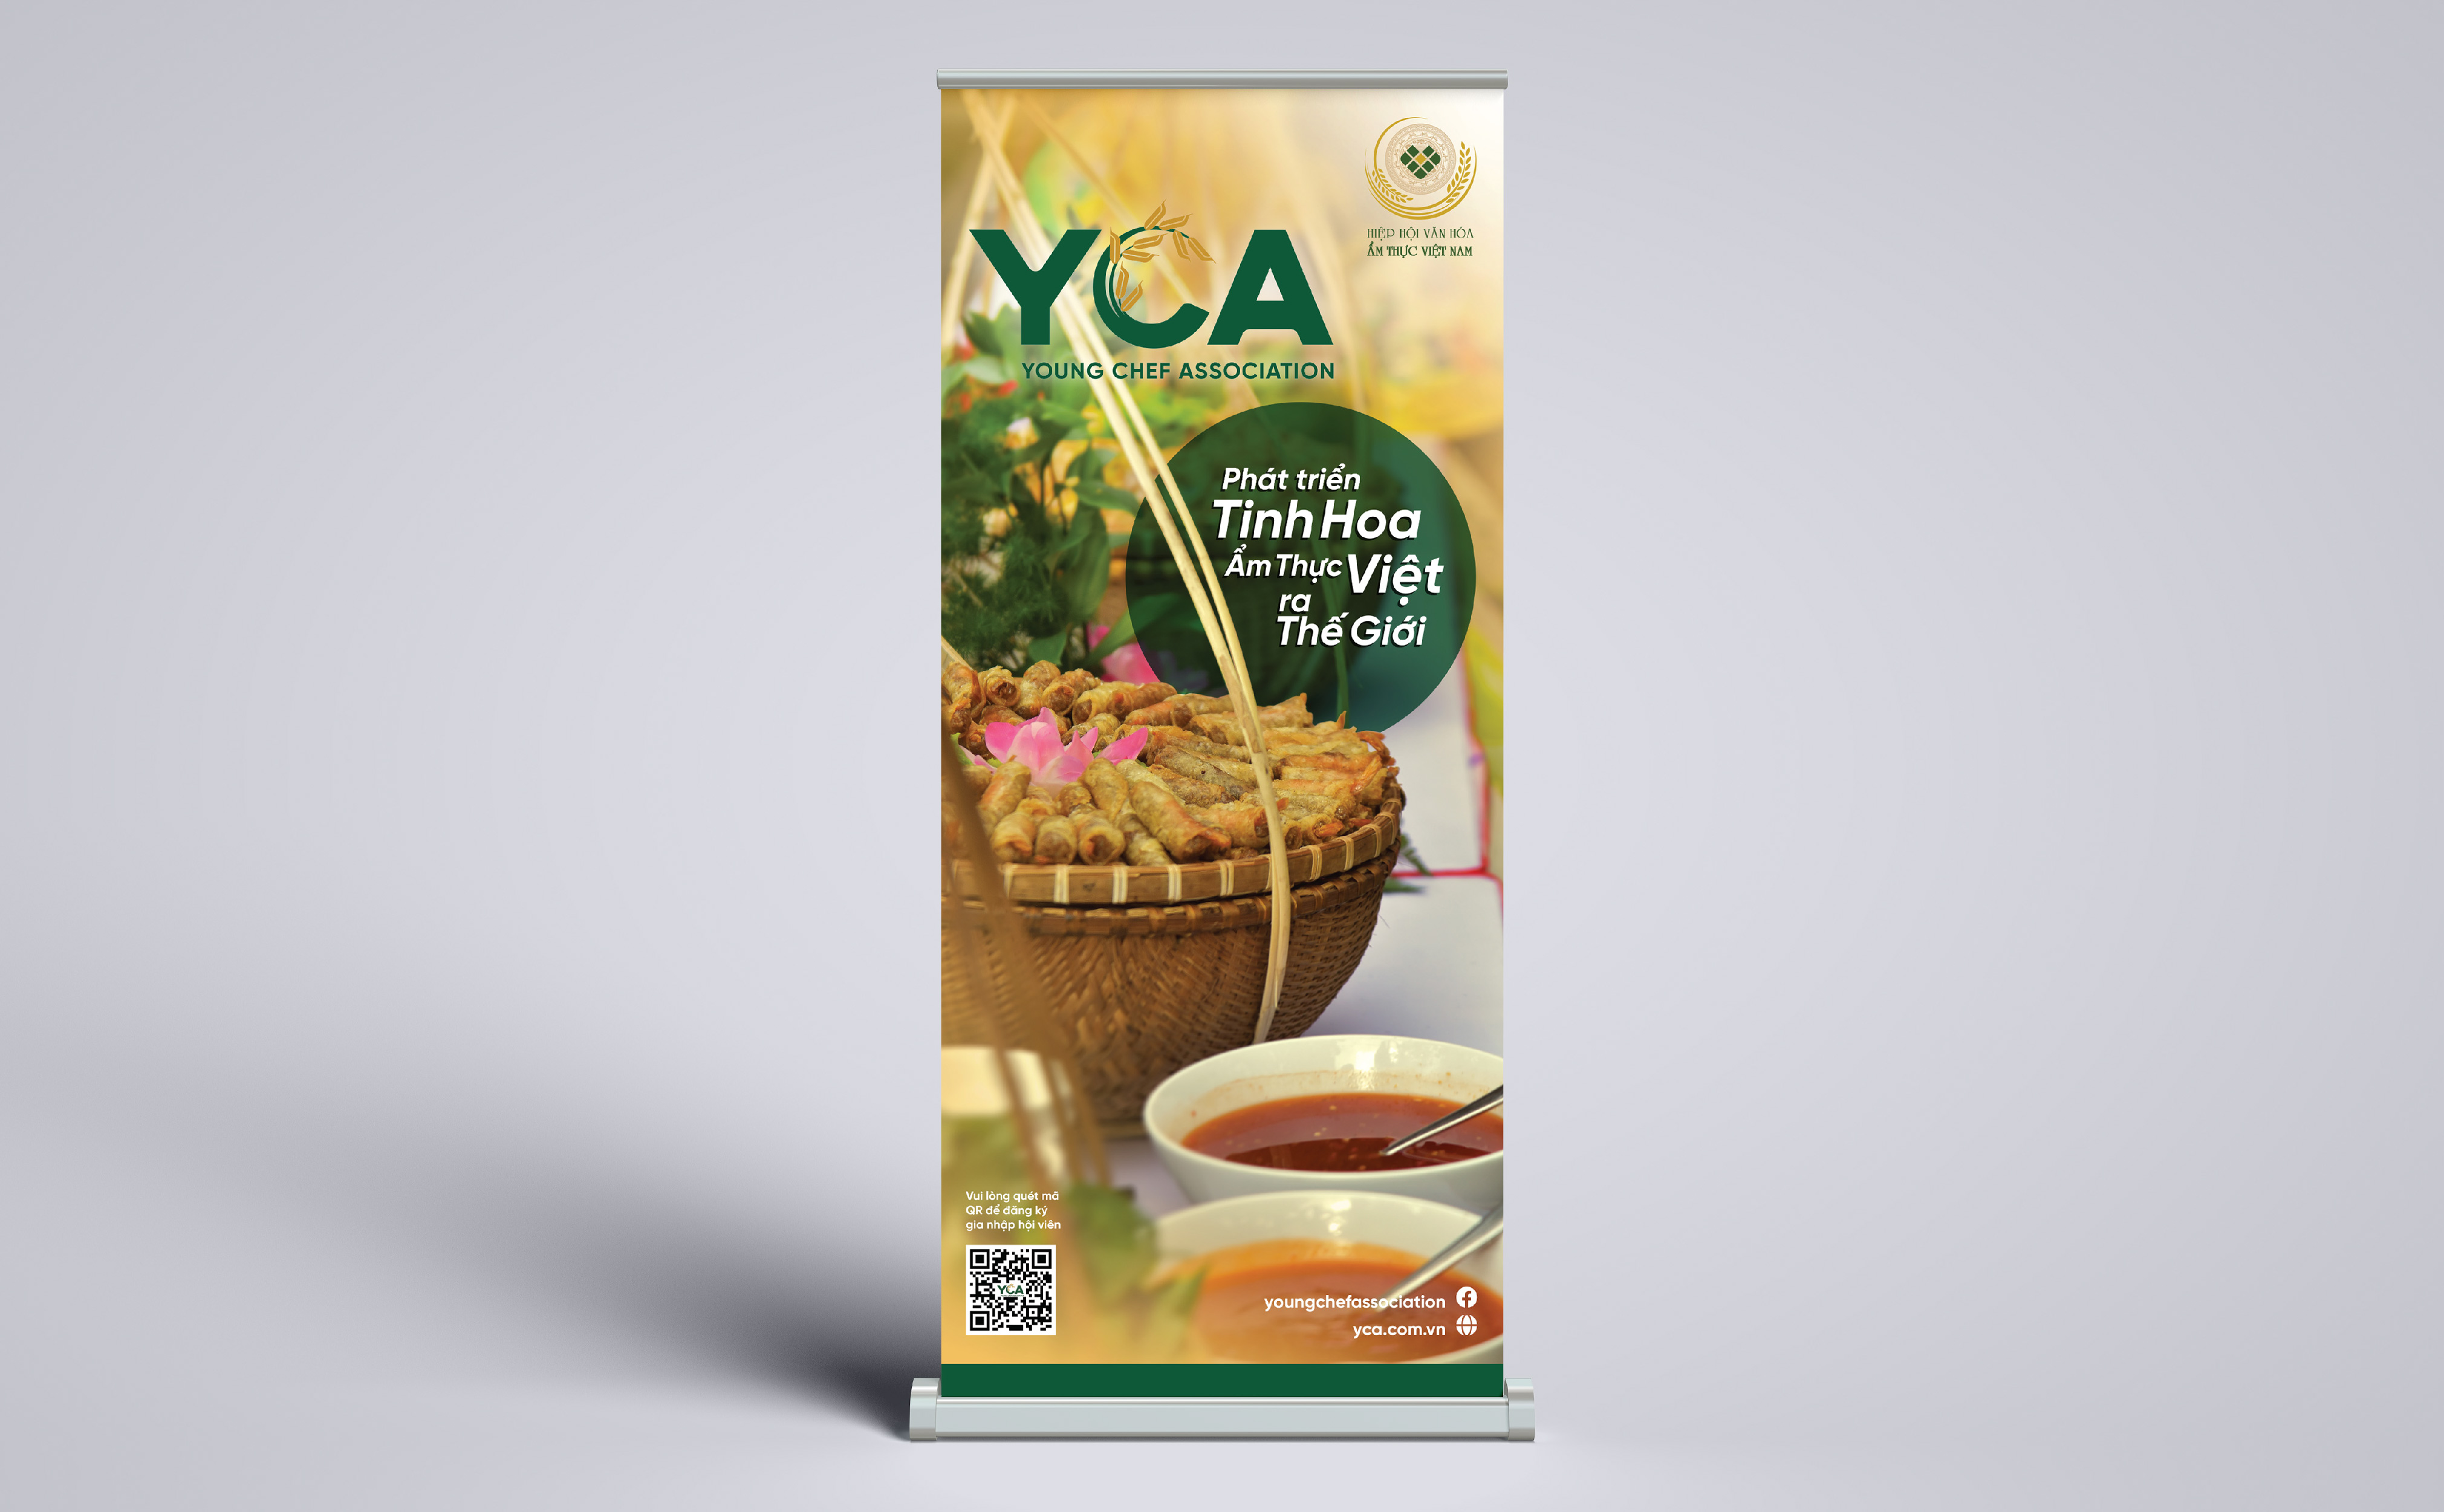 HIỆP HỘI VĂN HÓA
ẨM THỰC VIỆT NAM
YCA
YOUNG CHEF ASSOCIATION
Phát triển
Tinh Hoa
Ẩm Thực Việt
ra
Thế Giới
Vui lòng quét mã
QR để đăng ký
gia nhập hội viên
YCA
youngchefassociation
yca.com.vn